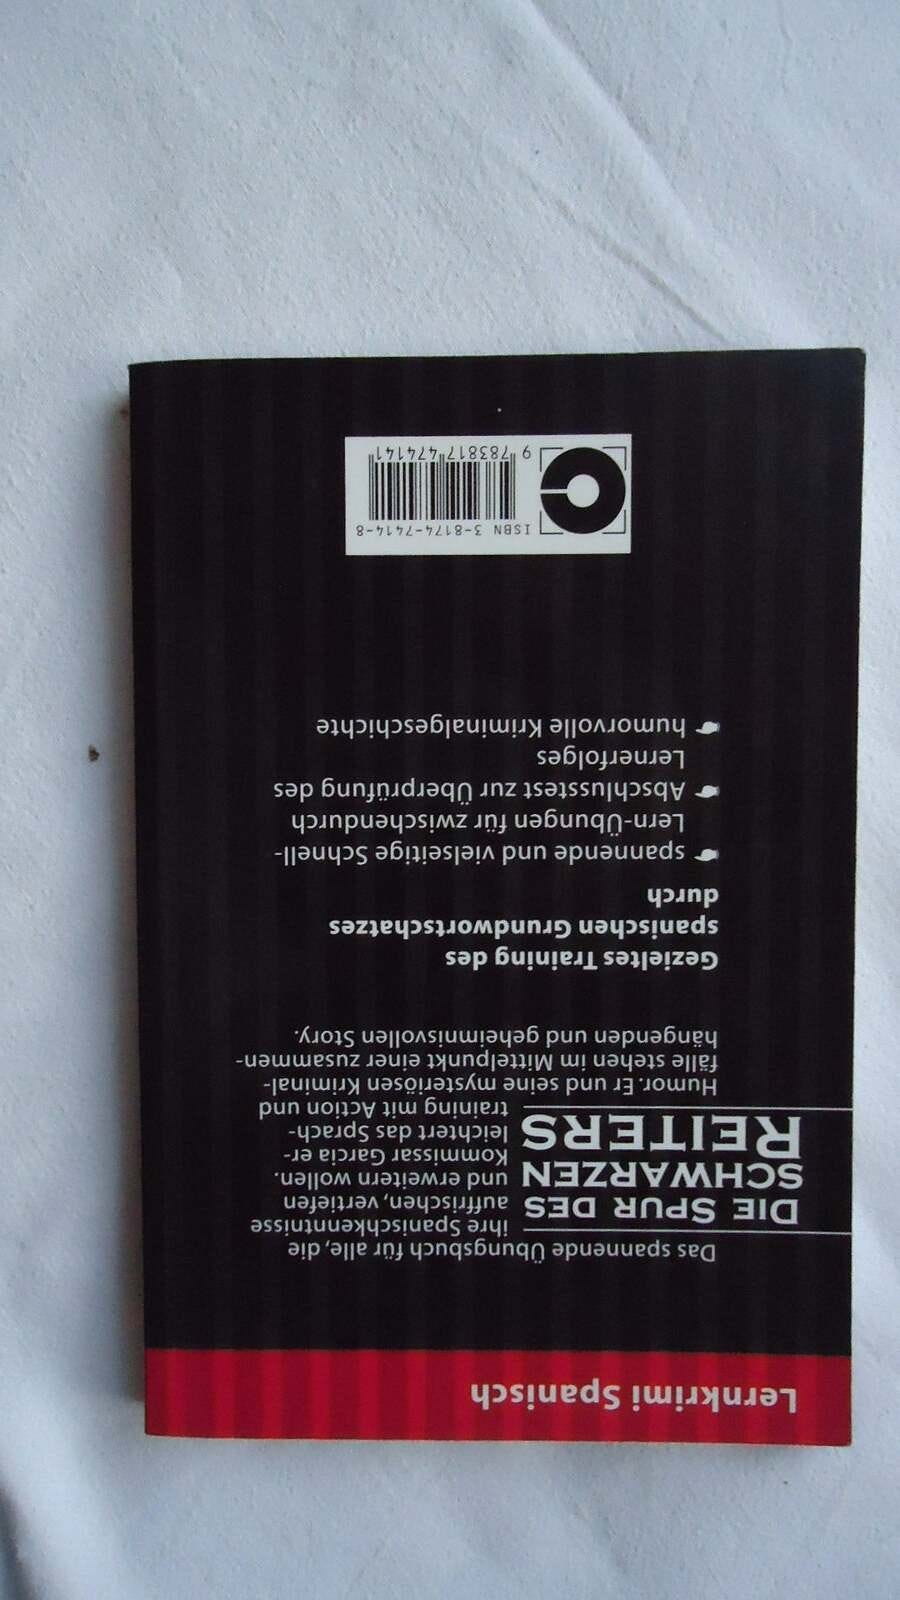 Lernkrimi Spanisch
Das spannende Übungsbuch für alle, die
ihre Spanischkenntnisse
auffrischen, vertiefen
und erweitern wollen.
Kommissar Garcia er-
leichtert das Sprach-
training mit Action und
Humor. Er und seine mysteriösen Kriminal-
fälle stehen im Mittelpunkt einer zusammen-
hängenden und geheimnisvollen Story.
DIE SPUR DES
SCHWARZEN
REITERS
Gezieltes Training des
spanischen Grundwortschatzes
durch
spannende und vielseitige Schnell-
Lern-Übungen für zwischendurch
Abschlusstest zur Überprüfung des
Lernerfolges
humorvolle Kriminalgeschichte
ISBN 3-8174-7414-8
9 783817 474141